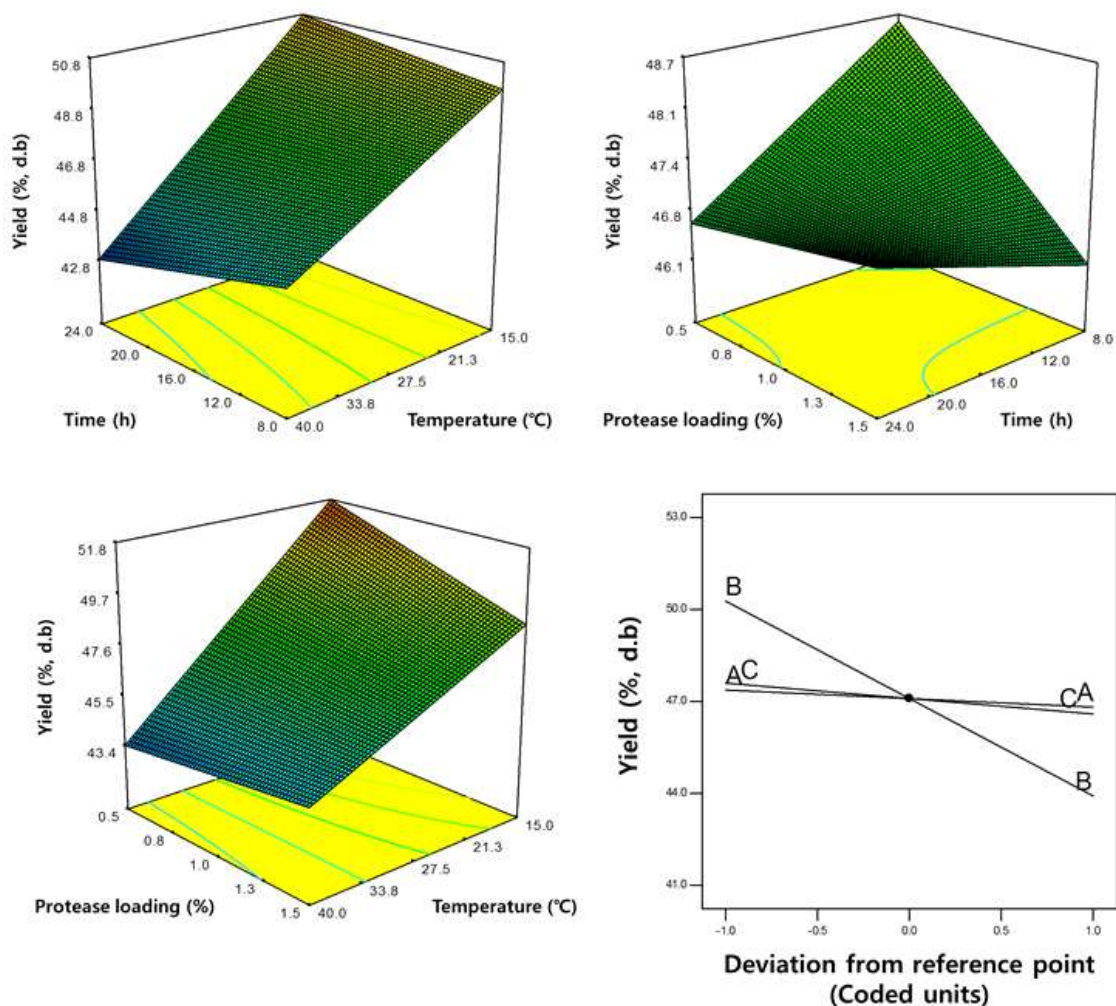 50.8
48.8
46.8
44.8
42.8
Yield (%, d.b)
24.0
20.0
16.0
12.0
8.0
Time (h)
40.0
33.8
27.5
21.3
15.0
Temperature (℃)
48.7
48.1
47.4
46.8
46.1
Yield (%, d.b)
0.5
0.8
1.0
1.3
1.5
Protease loading (%)
24.0
20.0
16.0
12.0
8.0
Time (h)
51.8
49.7
47.6
45.5
43.4
Yield (%, d.b)
0.5
0.8
1.0
1.3
1.5
Protease loading (%)
40.0
33.8
27.5
21.3
15.0
Temperature (℃)
53.0
50.0
47.0
44.0
41.0
Yield (%, d.b)
B
A C
C A
B
-1.0 -0.5 0.0 0.5 1.0
Deviation from reference point
(Coded units)